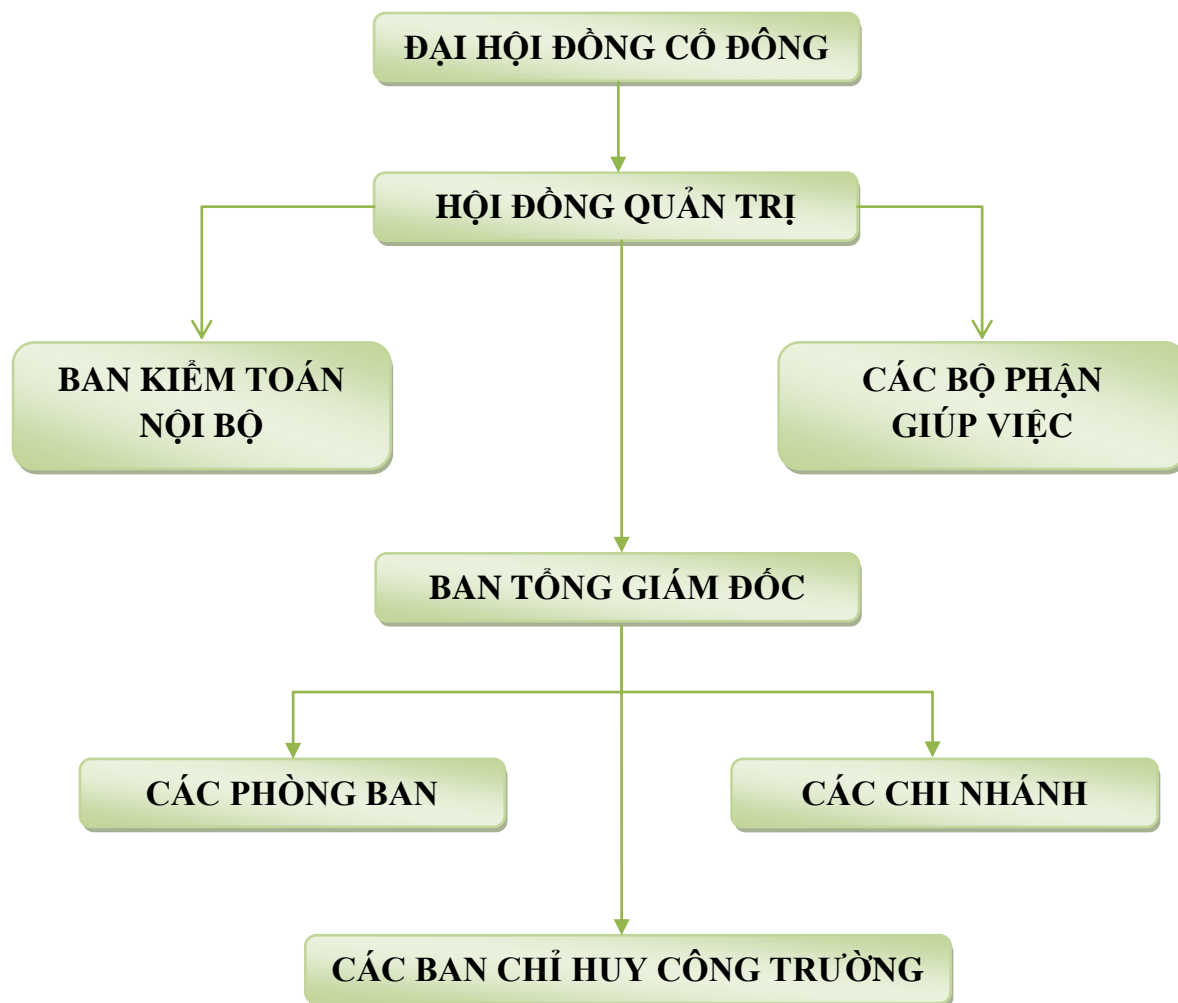 ĐẠI HỘI ĐỒNG CỔ ĐÔNG
HỘI ĐỒNG QUẢN TRỊ
BAN KIỂM TOÁN
NỘI BỘ
CÁC BỘ PHẬN
GIÚP VIỆC
BAN TỔNG GIÁM ĐỐC
CÁC PHÒNG BAN
CÁC CHI NHÁNH
CÁC BAN CHỈ HUY CÔNG TRƯỜNG